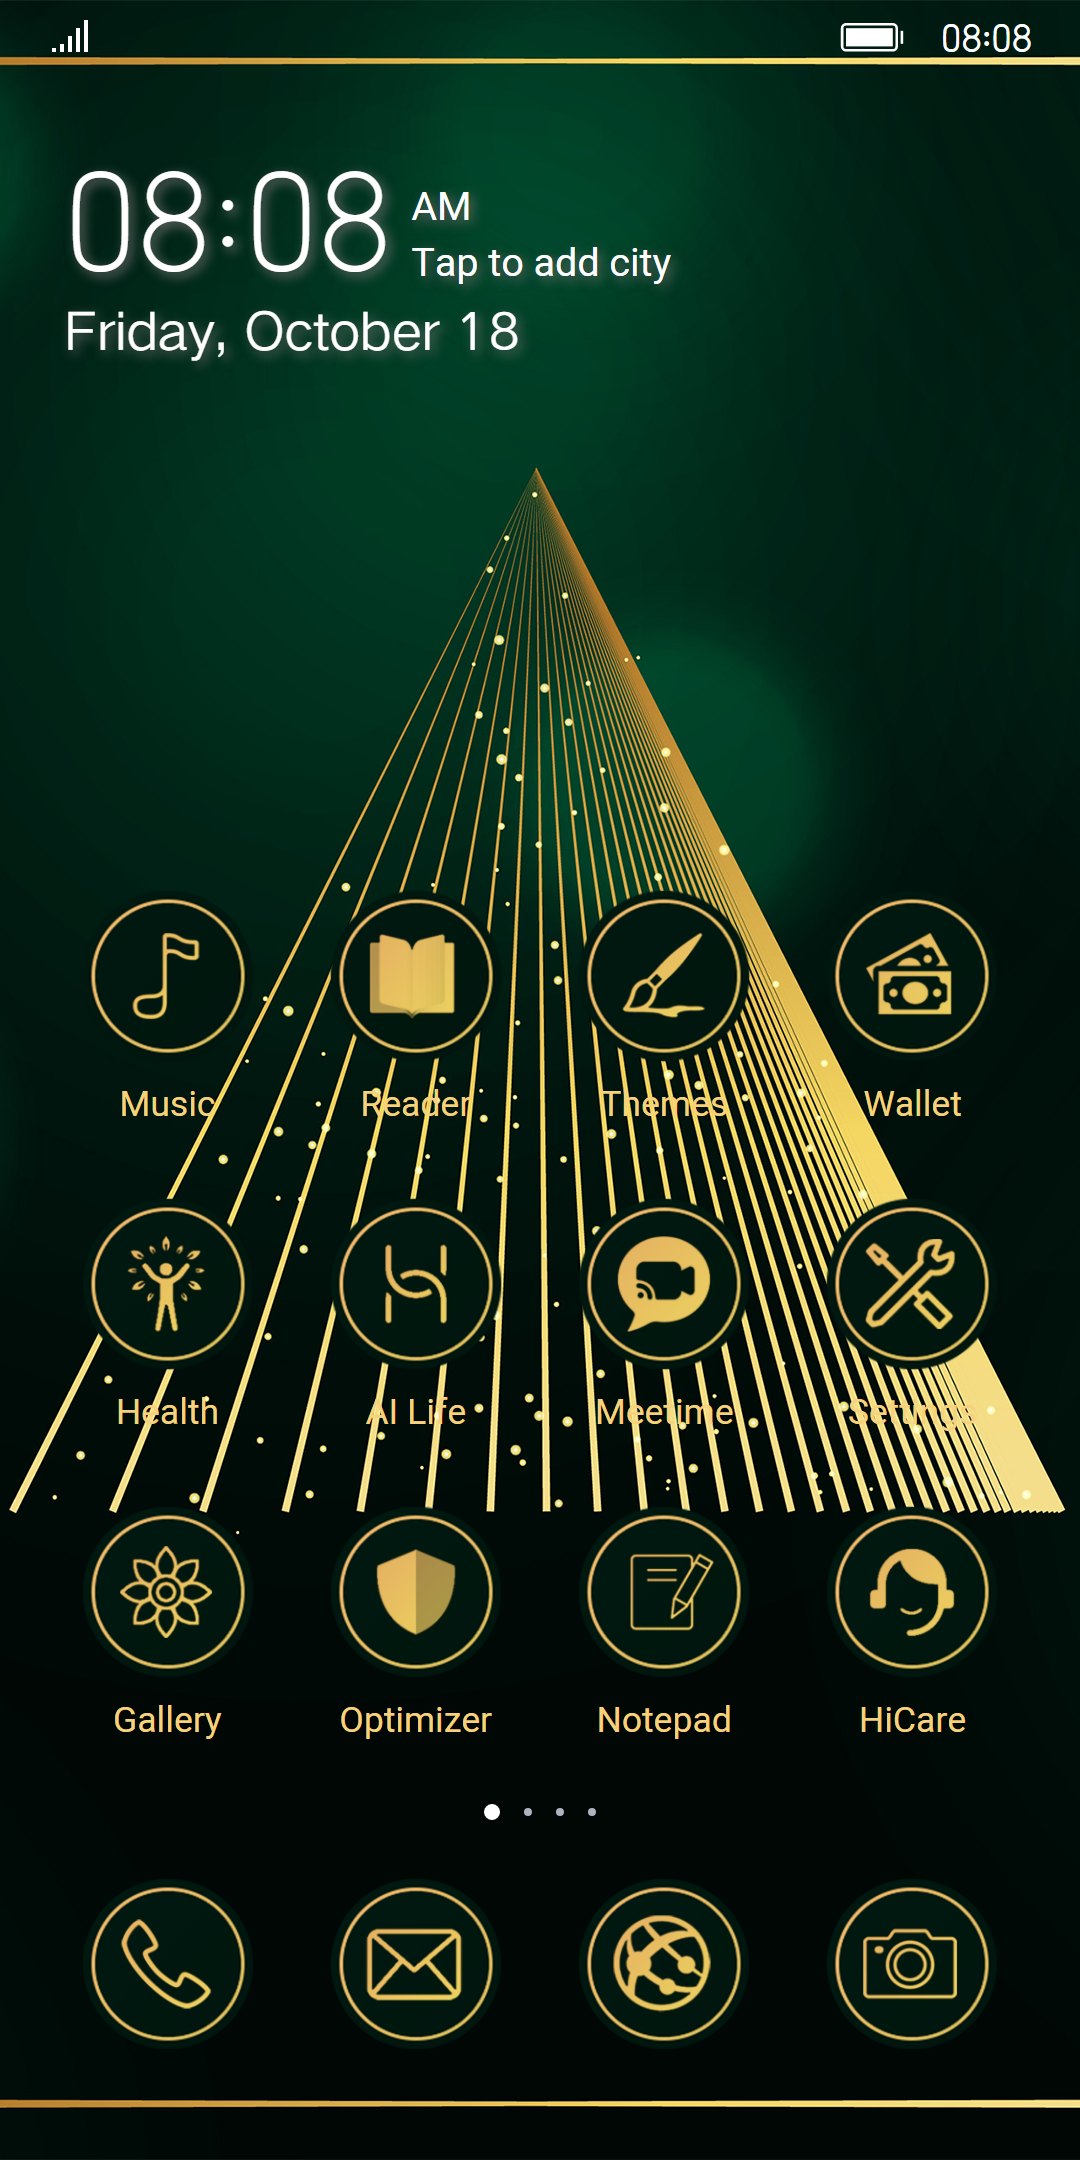 08:08
08:08 AM
Tap to add city
Friday, October 18
Music Reader Themes Wallet
Health AI Life Meetime Settings
Gallery Optimizer Notepad HiCare